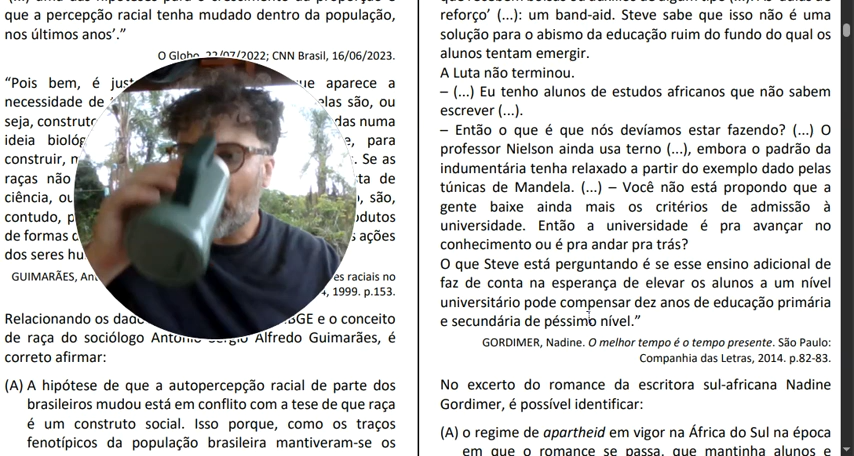 que a percepção racial tenha mudado dentro da população,
nos últimos anos'."
O Globo, 22/07/2022; CNN Brasil, 16/06/2023.
"Pois bem, é que aparece a
necessidade de elas são, ou
seja, numa
ideia para
construir, Se as
raças não de
ciência, são,
contudo,
de formas ações
dos seres
GUIMARÃES, raciais no
1999. p.153.
Relacionando os IBGE e o conceito
de raça do sociólogo Antonio Sergio Alfredo Guimarães, é
correto afirmar:
(A) A hipótese de que a autopercepção racial de parte dos
brasileiros mudou está em conflito com a tese de que raça
é um construto social. Isso porque, como os traços
fenotípicos da população brasileira mantiveram-se os
reforço' (...): um band-aid. Steve sabe que isso não é uma
solução para o abismo da educação ruim do fundo do qual os
alunos tentam emergir.
A Luta não terminou.
– (...) Eu tenho alunos de estudos africanos que não sabem
escrever (...).
– Então o que é que nós devíamos estar fazendo? (...) O
professor Nielson ainda usa terno (...), embora o padrão da
indumentária tenha relaxado a partir do exemplo dado pelas
túnicas de Mandela. (...) – Você não está propondo que a
gente baixe ainda mais os critérios de admissão à
universidade. Então a universidade é pra avançar no
conhecimento ou é pra andar pra trás?
O que Steve está perguntando é se esse ensino adicional de
faz de conta na esperança de elevar os alunos a um nível
universitário pode compensar dez anos de educação primária
e secundária de péssimo nível."
GORDIMER, Nadine. O melhor tempo é o tempo presente. São Paulo:
Companhia das Letras, 2014. p.82-83.
No excerto do romance da escritora sul-africana Nadine
Gordimer, é possível identificar:
(A) o regime de apartheid em vigor na África do Sul na época
em que o romance se passa, que mantinha alunos e